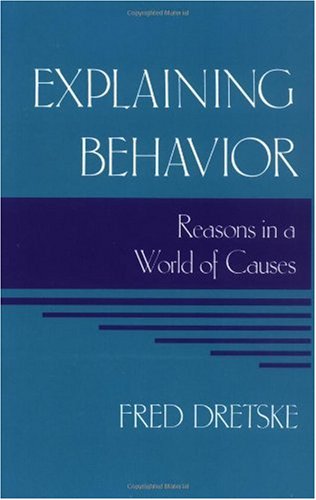 EXPLAINING
BEHAVIOR
Reasons in a
World of Causes
FRED DRETSKE